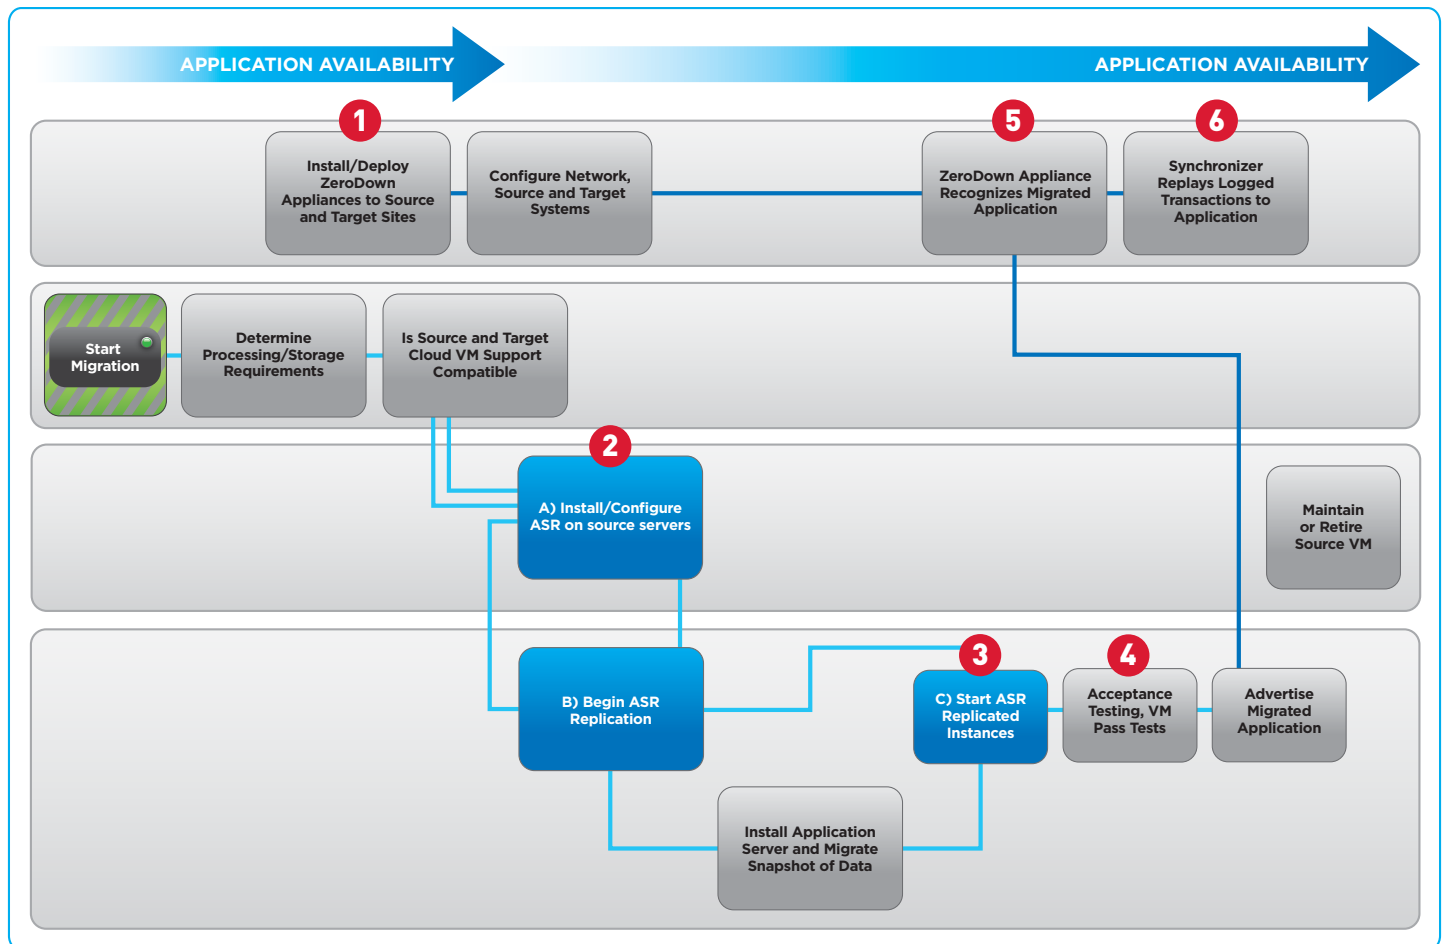 APPLICATION AVAILABILITY
APPLICATION AVAILABILITY
1
Install/Deploy
ZeroDown
Appliances to Source
and Target Sites
Configure Network,
Source and Target
Systems
5
ZeroDown Appliance
Recognizes Migrated
Application
6
Synchronizer
Replays Logged
Transactions to
Application
Start
Migration
Determine
Processing/Storage
Requirements
Is Source and Target
Cloud VM Support
Compatible
2
A) Install/Configure
ASR on source servers
Maintain
or Retire
Source VM
B) Begin ASR
Replication
3
C) Start ASR
Replicated
Instances
4
Acceptance
Testing, VM
Pass Tests
Advertise
Migrated
Application
Install Application
Server and Migrate
Snapshot of Data